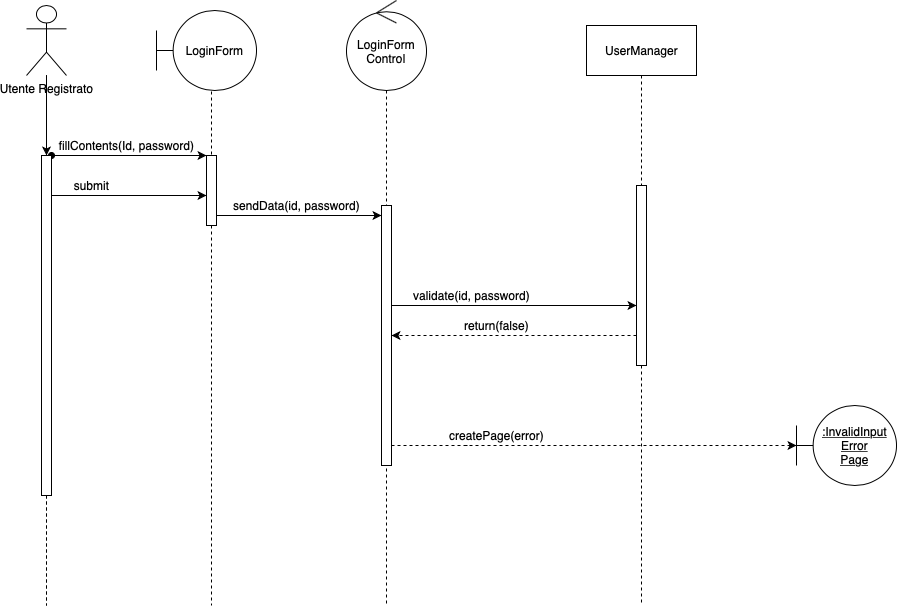 LoginForm
LoginForm
Control
UserManager
Utente Registrato
fillContents(Id, password)
submit
sendData(id, password)
validate(id, password)
return(false)
createPage(error)
:InvalidInput
Error
Page